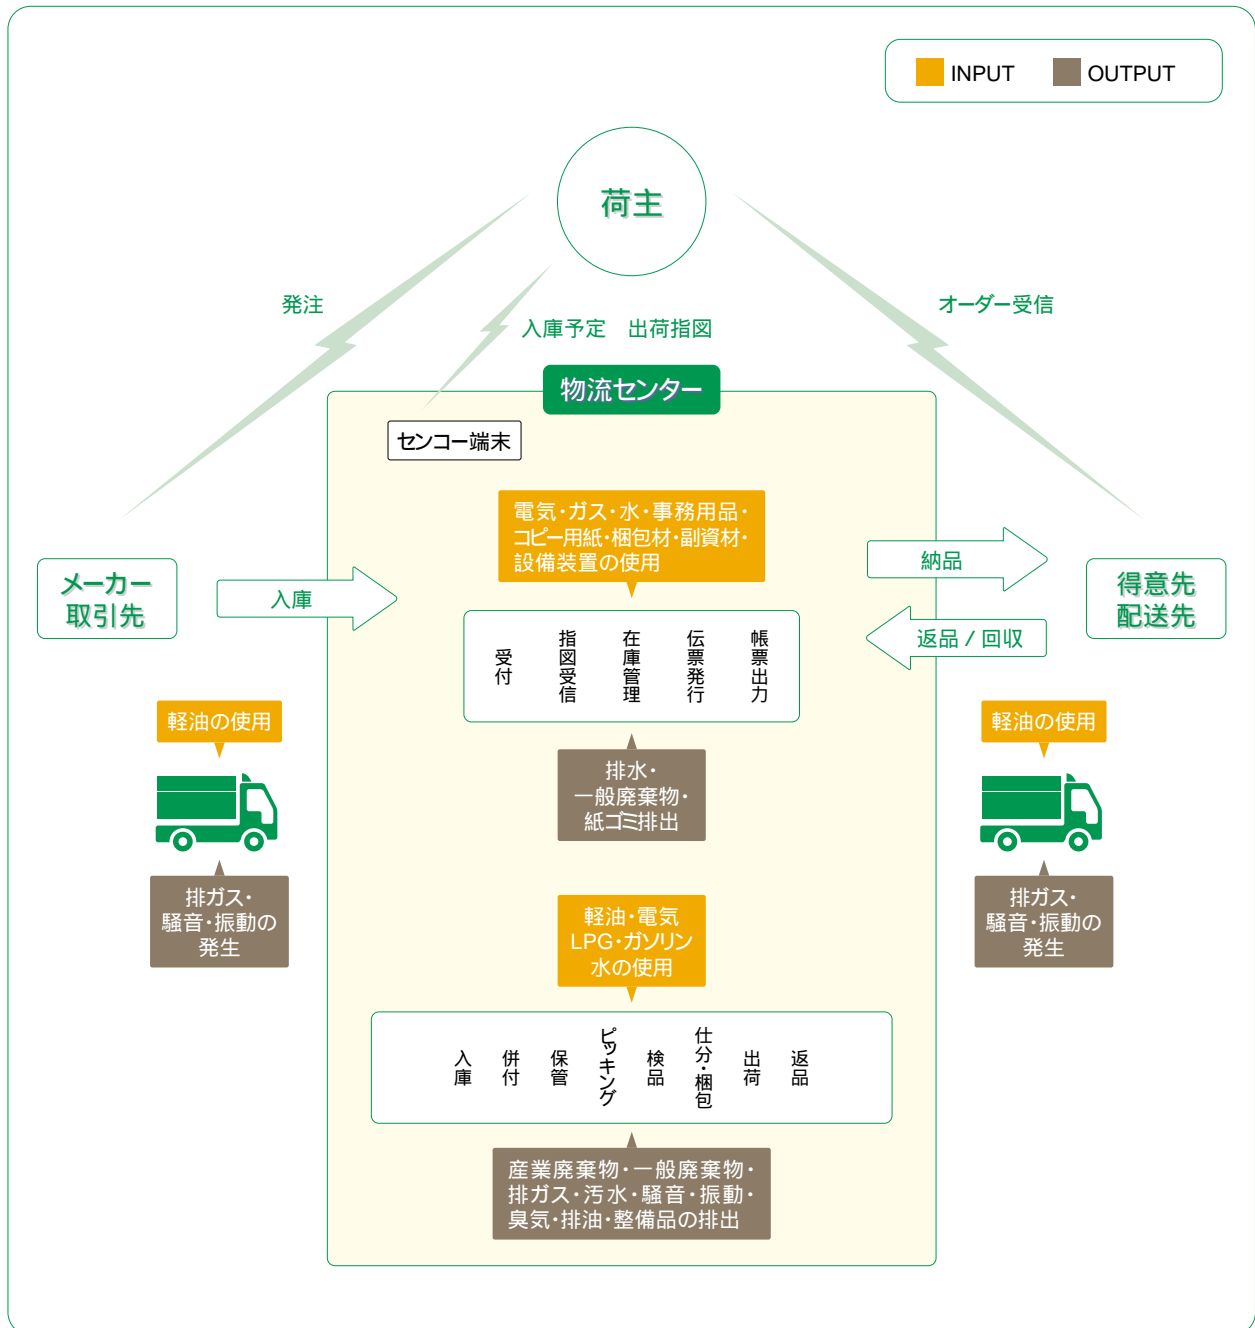 INPUT
OUTPUT
荷主
発注
入庫予定　出荷指図
オーダー受信
物流センター
センコー端末
電気・ガス・水・事務用品・
コピー用紙・梱包材・副資材・
設備装置の使用
メーカー
取引先
入庫
納品
返品 / 回収
得意先
配送先
受付
指図受信
在庫管理
伝票発行
帳票出力
排水・
一般廃棄物・
紙ゴミ排出
軽油の使用
排ガス・
騒音・振動の
発生
軽油の使用
排ガス・
騒音・振動の
発生
軽油・電気
LPG・ガソリン
水の使用
入庫
併付
保管
ピッキング
検品
仕分・梱包
出荷
返品
産業廃棄物・一般廃棄物・
排ガス・汚水・騒音・振動・
臭気・排油・整備品の排出